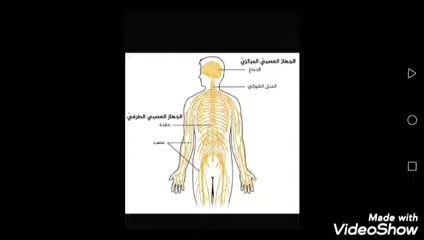 الجهاز العصبي المركزي
الدماغ
الحبل الشوكي
الجهاز العصبي الطرفي
عقدة
Made with
VideoShow